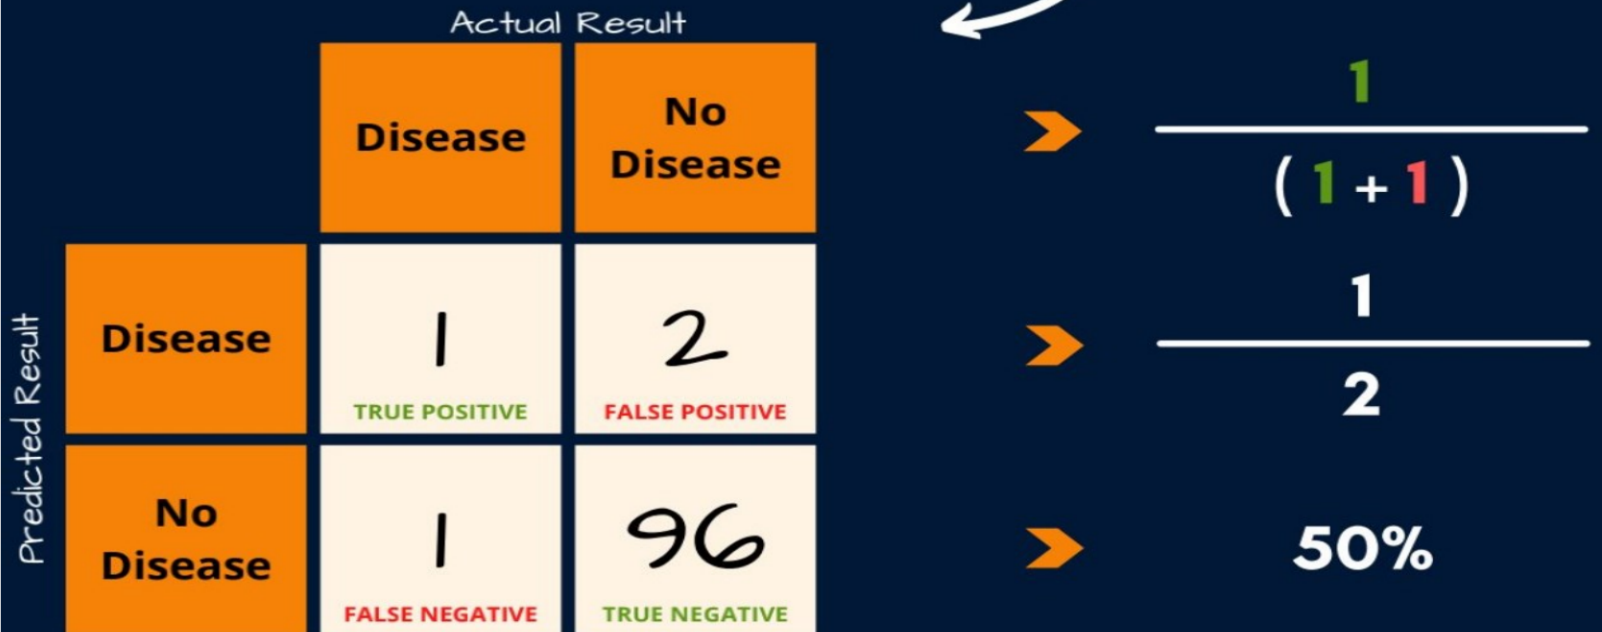 Actual Result
Disease
No
Disease
Predicted Result
Disease
1
TRUE POSITIVE
2
FALSE POSITIVE
No
Disease
1
FALSE NEGATIVE
96
TRUE NEGATIVE
1
( 1 + 1 )
1
2
50%